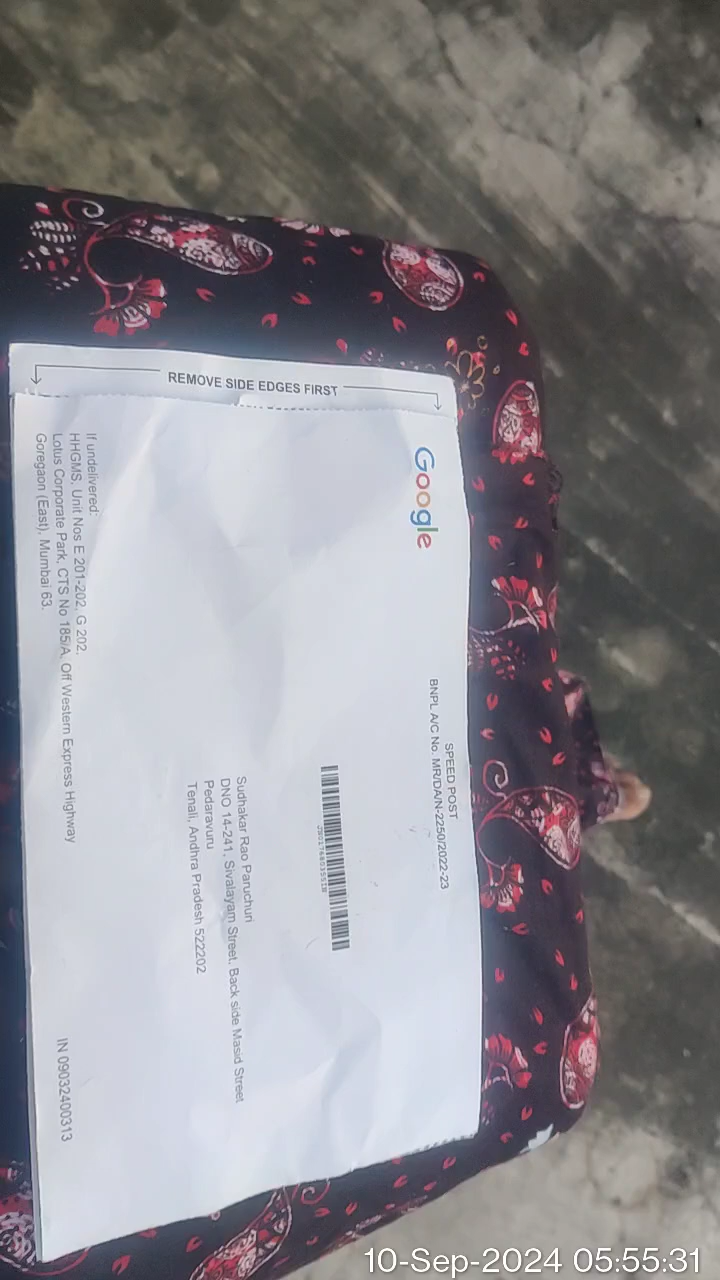 REMOVE SIDE EDGES FIRST
Google
SPEED POST
BNPL A/C No. MR/DA/N-2250/2022-23
Sudhakar Rao Paruchuri
DNO 14-241, Sivalayam Street, Back side Masid Street
Pedaravuru
Tenali, Andhra Pradesh 522202
If undelivered:
HHGMS, Unit Nos E 201-202, G 202,
Lotus Corporate Park, CTS No 185/A, Off Western Express Highway
Goregaon (East), Mumbai 63.
IN 09032400313
10-Sep-2024 05:55:31